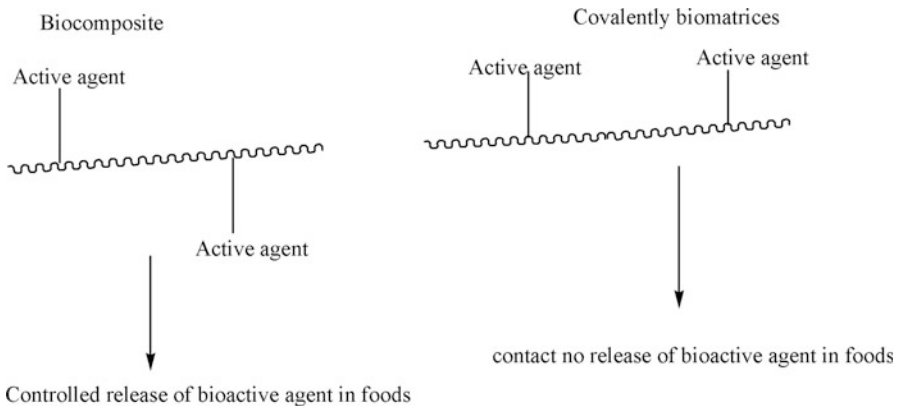 Biocomposite
Active agent
Active agent
Controlled release of bioactive agent in foods
Covalently biomatrices
Active agent
Active agent
contact no release of bioactive agent in foods